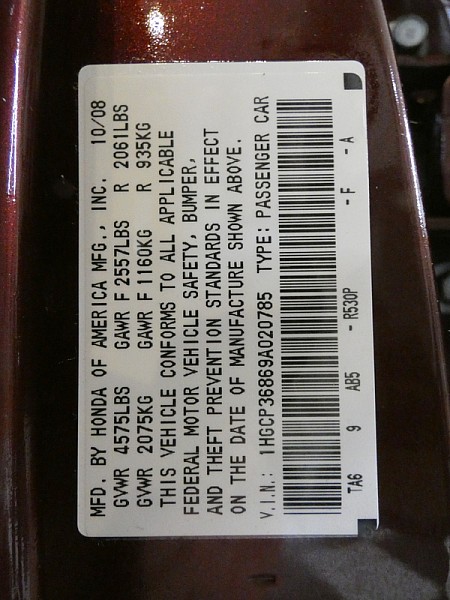 MFD. BY HONDA OF AMERICA MFG., INC. 10/08
GVWR 4575LBS GAWR F 2557LBS R 2061LBS
GVWR 2075KG GAWR F 1160KG R 935KG
THIS VEHICLE CONFORMS TO ALL APPLICABLE
FEDERAL MOTOR VEHICLE SAFETY, BUMPER,
AND THEFT PREVENTION STANDARDS IN EFFECT
ON THE DATE OF MANUFACTURE SHOWN ABOVE.
V.I.N.: 1HGCP36869A020785 TYPE: PASSENGER CAR
TA6 9 AB5 - R530P - F - A